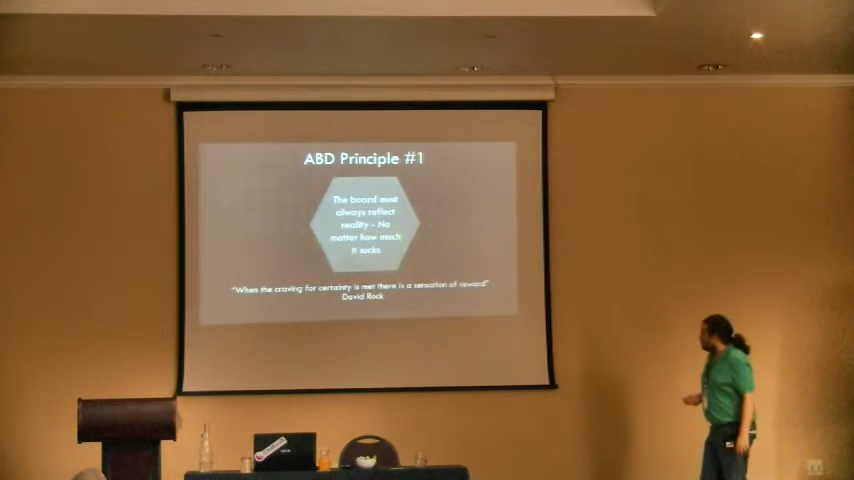 ABD Principle #1
The board must
always reflect
reality - No
matter how much
it sucks
"When the craving for certainty is met there is a sensation of reward"
David Rock